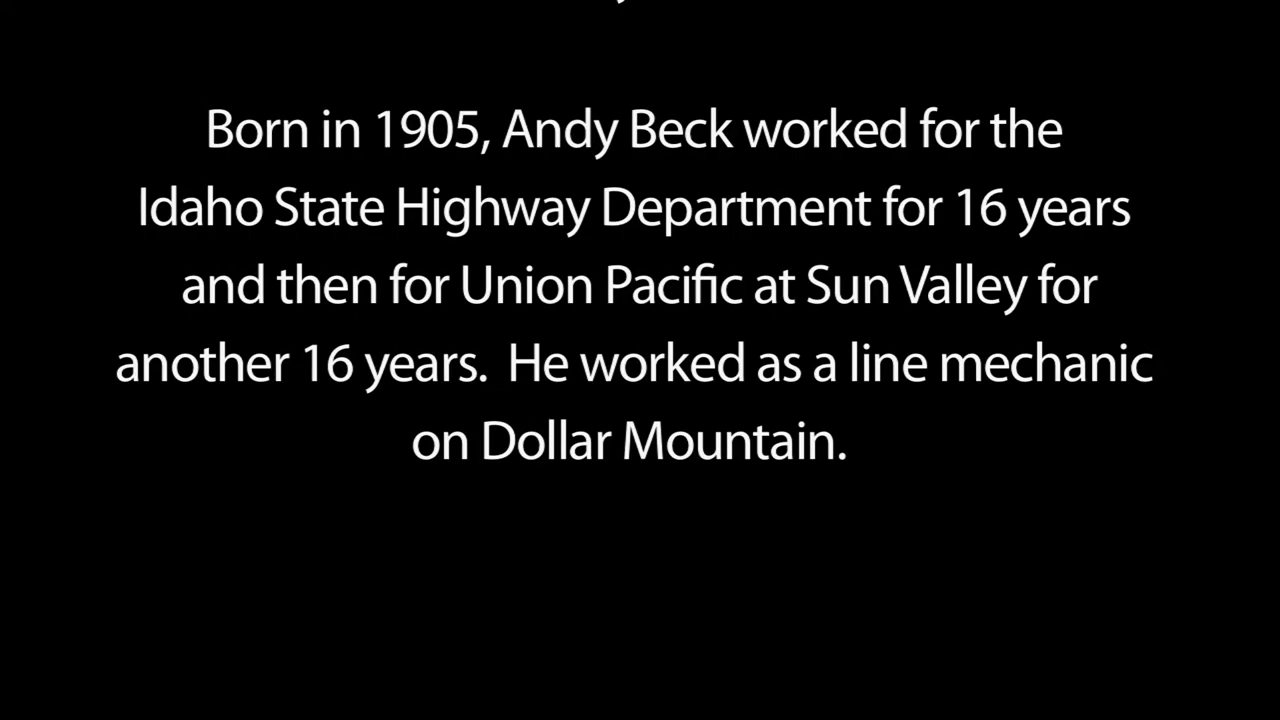 Born in 1905, Andy Beck worked for the
Idaho State Highway Department for 16 years
and then for Union Pacific at Sun Valley for
another 16 years.  He worked as a line mechanic
on Dollar Mountain.